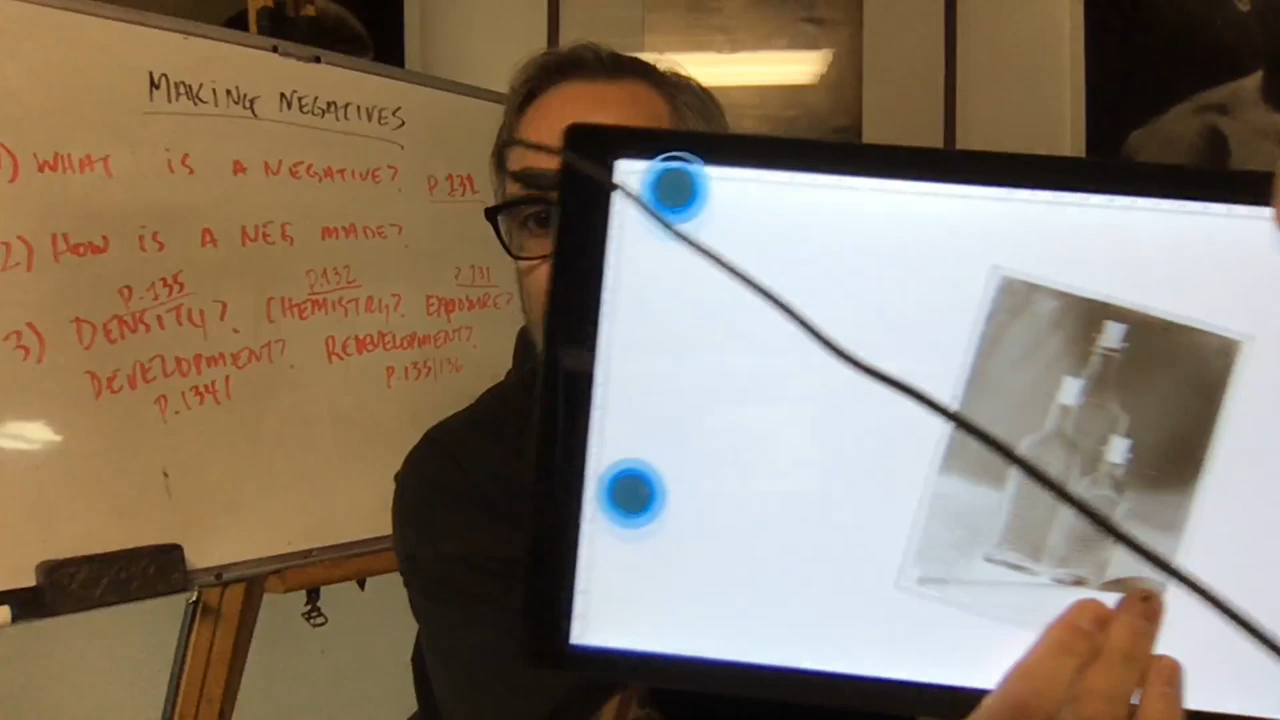 MAKING NEGATIVES
1) WHAT IS A NEGATIVE? P.131
2) HOW IS A NEG MADE?
P.135 P.132 P.131
3) DENSITY? CHEMISTRY? EXPOSURE?
DEVELOPMENT? REDEVELOPMENT?
P.134 P.135/136